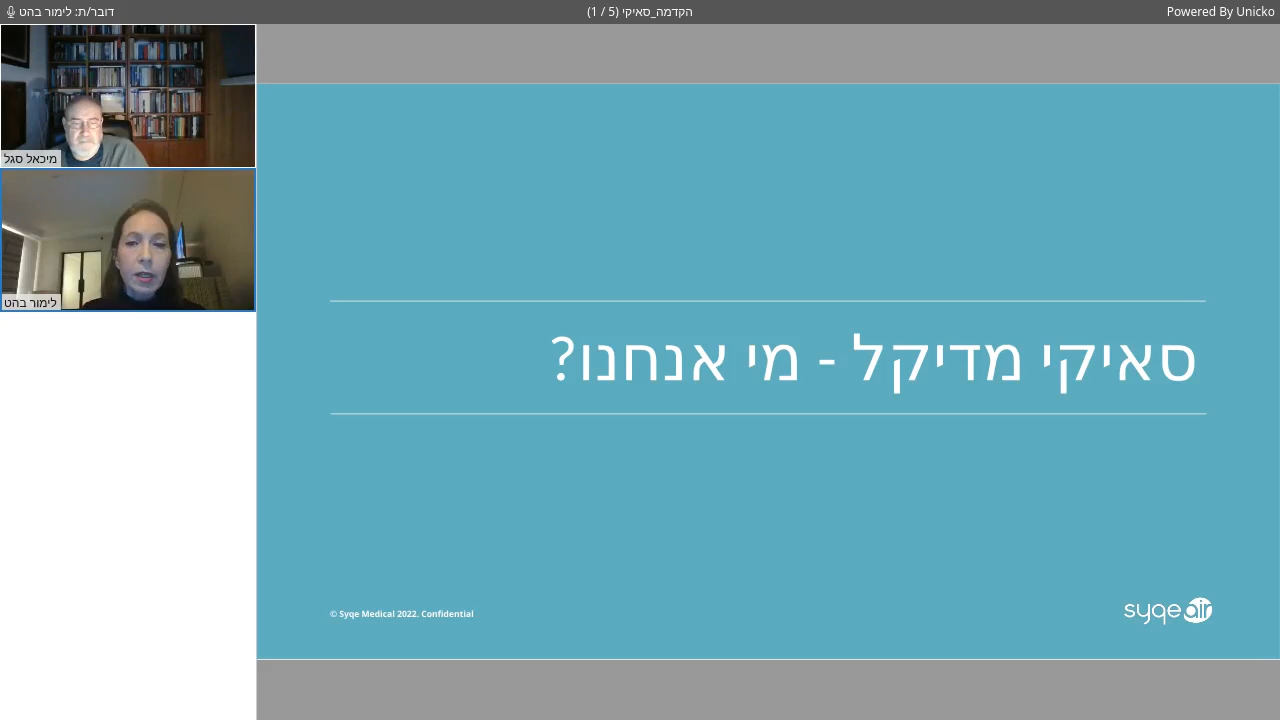 דובר/ת: לימור בהט
הקדמה_סאיקי (5 / 1)
Powered By Unicko
מיכאל סגל
לימור בהט
סאיקי מדיקל - מי אנחנו?
© Syqe Medical 2022. Confidential
syqe air